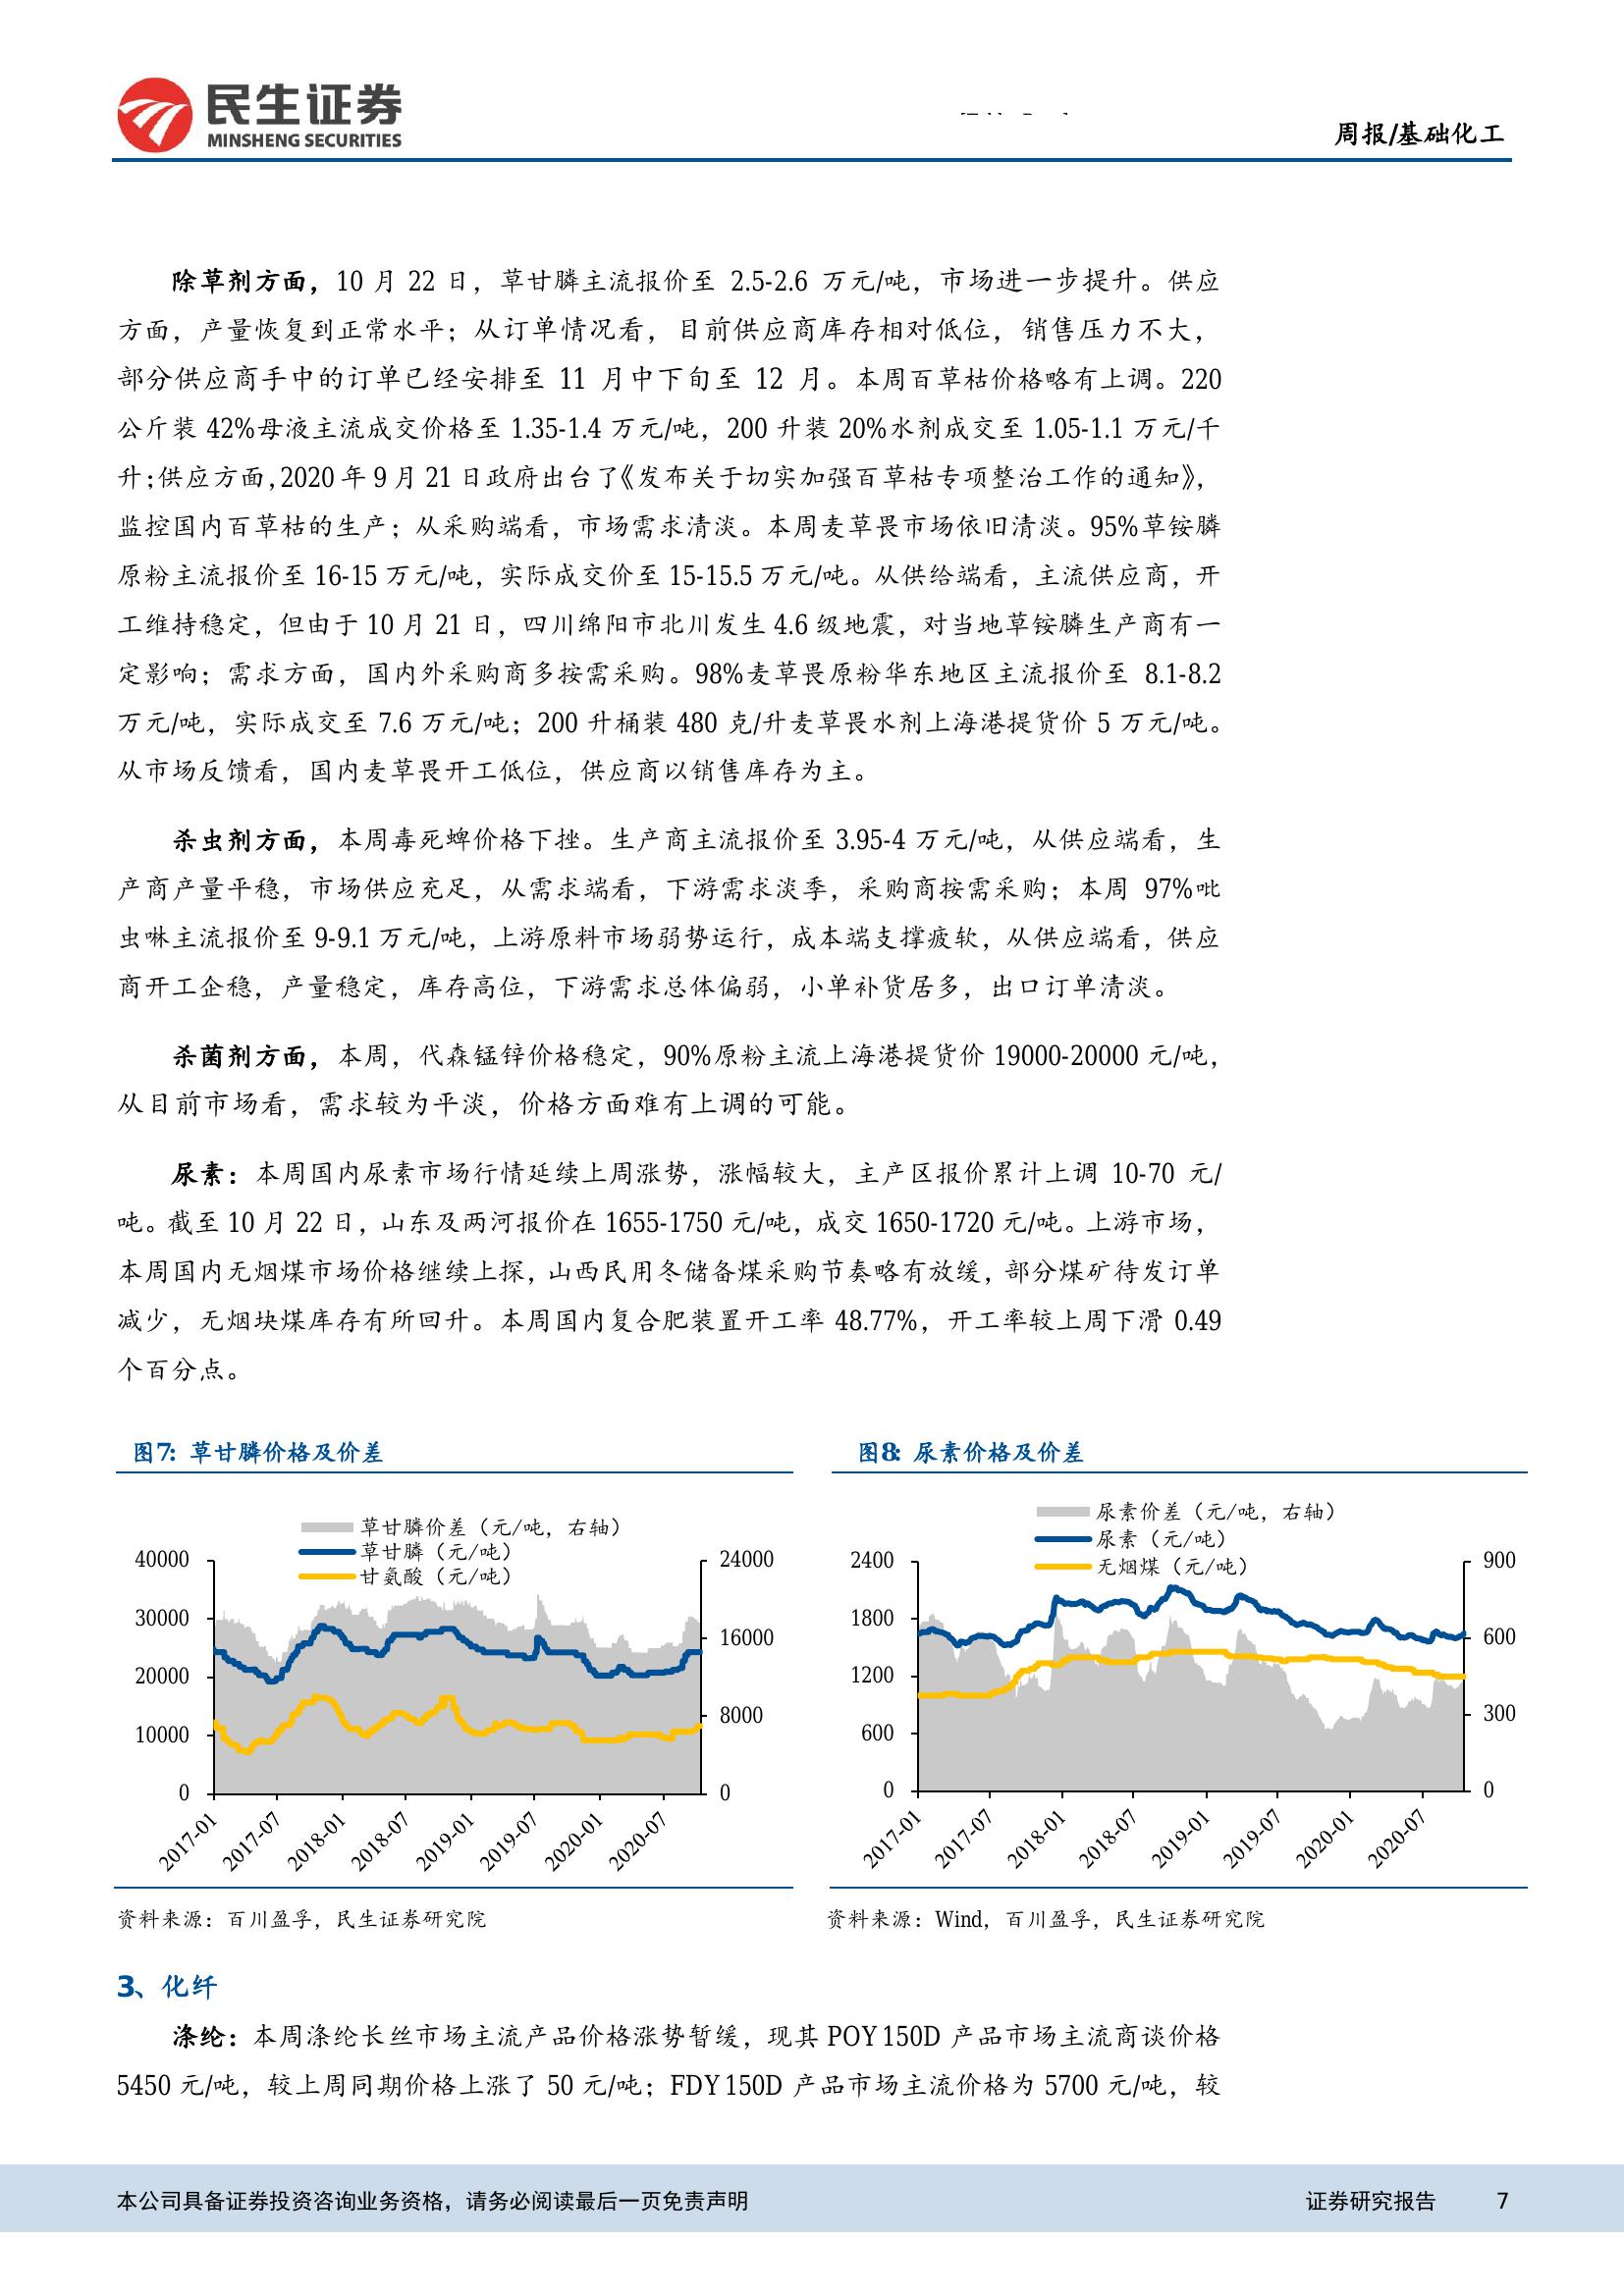 民生证券
MINSHENG SECURITIES
周报/基础化工
除草剂方面，10 月 22 日，草甘膦主流报价至 2.5-2.6 万元/吨，市场进一步提升。供应
方面，产量恢复到正常水平；从订单情况看，目前供应商库存相对低位，销售压力不大，
部分供应商手中的订单已经安排至 11 月中下旬至 12 月。本周百草枯价格略有上调。220
公斤装 42%母液主流成交价格至 1.35-1.4 万元/吨，200 升装 20%水剂成交至 1.05-1.1 万元/千
升；供应方面，2020 年 9 月 21 日政府出台了《发布关于切实加强百草枯专项整治工作的通知》，
监控国内百草枯的生产；从采购端看，市场需求清淡。本周麦草畏市场依旧清淡。95%草铵膦
原粉主流报价至 16-15 万元/吨，实际成交价至 15-15.5 万元/吨。从供给端看，主流供应商，开
工维持稳定，但由于 10 月 21 日，四川绵阳市北川发生 4.6 级地震，对当地草铵膦生产商有一
定影响；需求方面，国内外采购商多按需采购。98%麦草畏原粉华东地区主流报价至 8.1-8.2
万元/吨，实际成交至 7.6 万元/吨；200 升桶装 480 克/升麦草畏水剂上海港提货价 5 万元/吨。
从市场反馈看，国内麦草畏开工低位，供应商以销售库存为主。
杀虫剂方面，本周毒死蜱价格下挫。生产商主流报价至 3.95-4 万元/吨，从供应端看，生
产商产量平稳，市场供应充足，从需求端看，下游需求淡季，采购商按需采购；本周 97%吡
虫啉主流报价至 9-9.1 万元/吨，上游原料市场弱势运行，成本端支撑疲软，从供应端看，供应
商开工企稳，产量稳定，库存高位，下游需求总体偏弱，小单补货居多，出口订单清淡。
杀菌剂方面，本周，代森锰锌价格稳定，90%原粉主流上海港提货价 19000-20000 元/吨，
从目前市场看，需求较为平淡，价格方面难有上调的可能。
尿素：本周国内尿素市场行情延续上周涨势，涨幅较大，主产区报价累计上调 10-70 元/
吨。截至 10 月 22 日，山东及两河报价在 1655-1750 元/吨，成交 1650-1720 元/吨。上游市场，
本周国内无烟煤市场价格继续上探，山西民用冬储备煤采购节奏略有放缓，部分煤矿待发订单
减少，无烟块煤库存有所回升。本周国内复合肥装置开工率 48.77%，开工率较上周下滑 0.49
个百分点。
图7：草甘膦价格及价差
草甘膦价差（元/吨，右轴）
草甘膦（元/吨）
甘氨酸（元/吨）
40000
30000
20000
10000
0
24000
16000
8000
0
2017-01
2017-07
2018-01
2018-07
2019-01
2019-07
2020-01
2020-07
资料来源：百川盈孚，民生证券研究院
图8：尿素价格及价差
尿素价差（元/吨，右轴）
尿素（元/吨）
无烟煤（元/吨）
2400
1800
1200
600
0
900
600
300
0
2017-01
2017-07
2018-01
2018-07
2019-01
2019-07
2020-01
2020-07
资料来源：Wind，百川盈孚，民生证券研究院
3、化纤
涤纶：本周涤纶长丝市场主流产品价格涨势暂缓，现其 POY 150D 产品市场主流商谈价格
5450 元/吨，较上周同期价格上涨了 50 元/吨；FDY 150D 产品市场主流价格为 5700 元/吨，较
本公司具备证券投资咨询业务资格，请务必阅读最后一页免责声明
证券研究报告
7